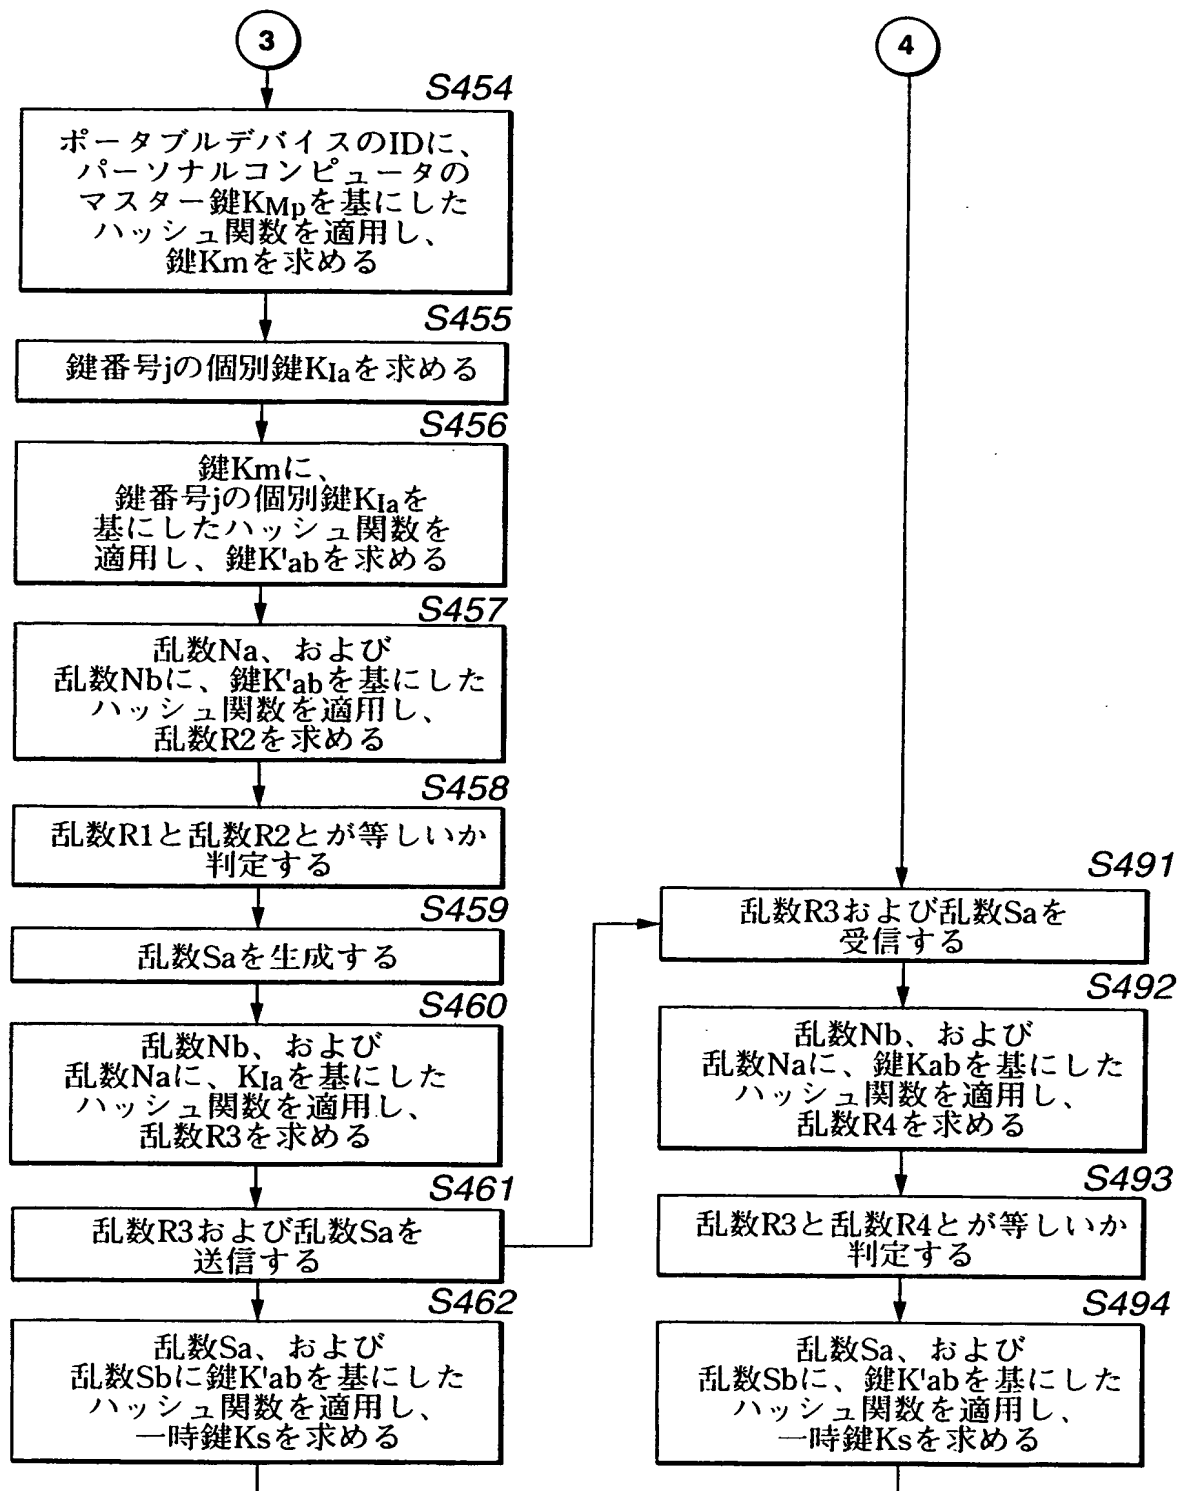 3
S454
ポータブルデバイスのIDに、
パーソナルコンピュータの
マスター鍵KMpを基にした
ハッシュ関数を適用し、
鍵Kmを求める
S455
鍵番号jの個別鍵KIaを求める
S456
鍵Kmに、
鍵番号jの個別鍵KIaを
基にしたハッシュ関数を
適用し、鍵K'abを求める
S457
乱数Na、および
乱数Nbに、鍵K'abを基にした
ハッシュ関数を適用し、
乱数R2を求める
S458
乱数R1と乱数R2とが等しいか
判定する
S459
乱数Saを生成する
S460
乱数Nb、および
乱数Naに、KIaを基にした
ハッシュ関数を適用し、
乱数R3を求める
S461
乱数R3および乱数Saを
送信する
S462
乱数Sa、および
乱数Sbに鍵K'abを基にした
ハッシュ関数を適用し、
一時鍵Ksを求める
4
S491
乱数R3および乱数Saを
受信する
S492
乱数Nb、および
乱数Naに、鍵Kabを基にした
ハッシュ関数を適用し、
乱数R4を求める
S493
乱数R3と乱数R4とが等しいか
判定する
S494
乱数Sa、および
乱数Sbに、鍵K'abを基にした
ハッシュ関数を適用し、
一時鍵Ksを求める